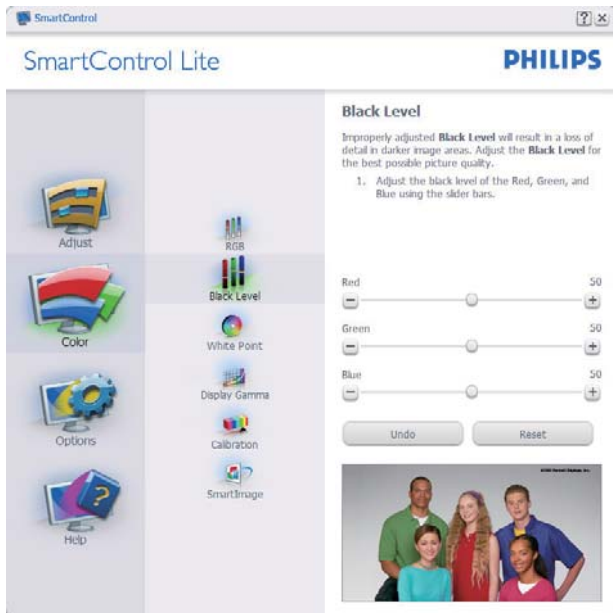 SmartControl
SmartControl Lite
PHILIPS
Adjust
Color
Options
Help
RGB
Black Level
White Point
Display Gamma
Calibration
SmartImage
Black Level
Improperly adjusted Black Level will result in a loss of
detail in darker image areas. Adjust the Black Level for
the best possible picture quality.
1. Adjust the black level of the Red, Green, and
Blue using the slider bars.
Red 50
Green 50
Blue 50
Undo Reset